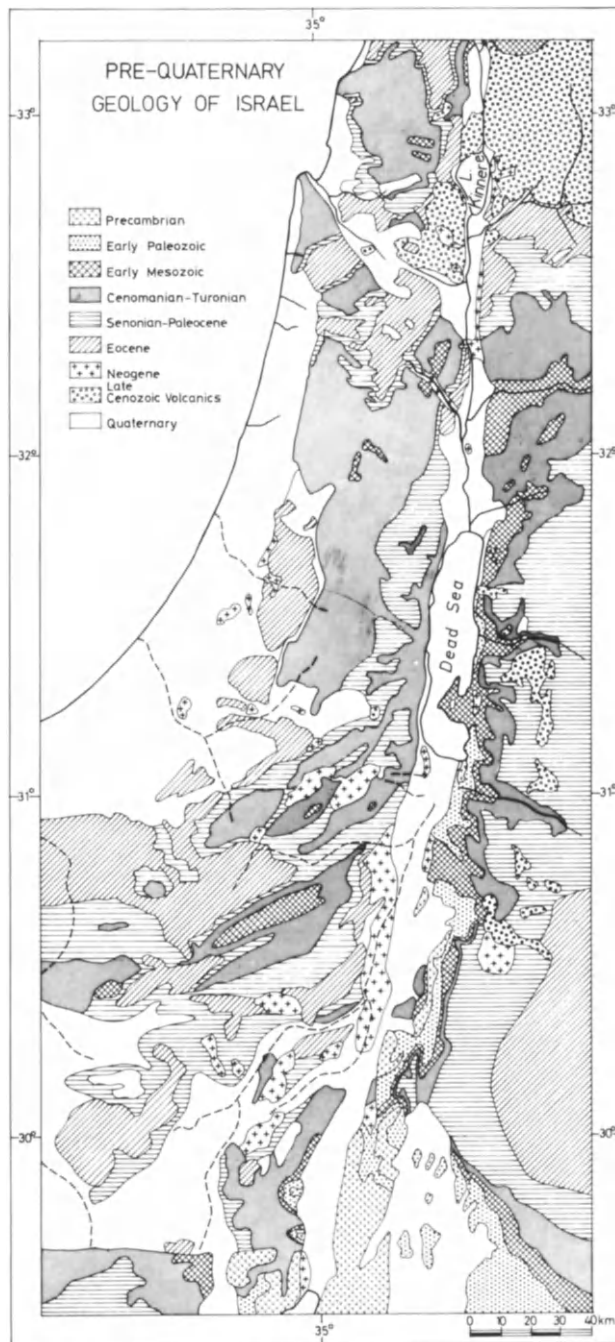 35°
PRE-QUATERNARY
GEOLOGY OF ISRAEL
33°
33°
L. Kinneret
Precambrian
Early Paleozoic
Early Mesozoic
Cenomanian-Turonian
Senonian-Paleocene
Eocene
Neogene
Late
Cenozoic Volcanics
Quaternary
32°
32°
Dead Sea
31°
31°
30°
30°
35°
0 10 20 30 40km